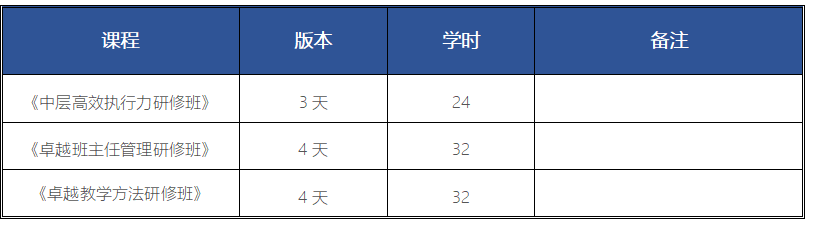 课程 版本 学时 备注
《中层高效执行力研修班》 3 天 24
《卓越班主任管理研修班》 4 天 32
《卓越教学方法研修班》 4 天 32